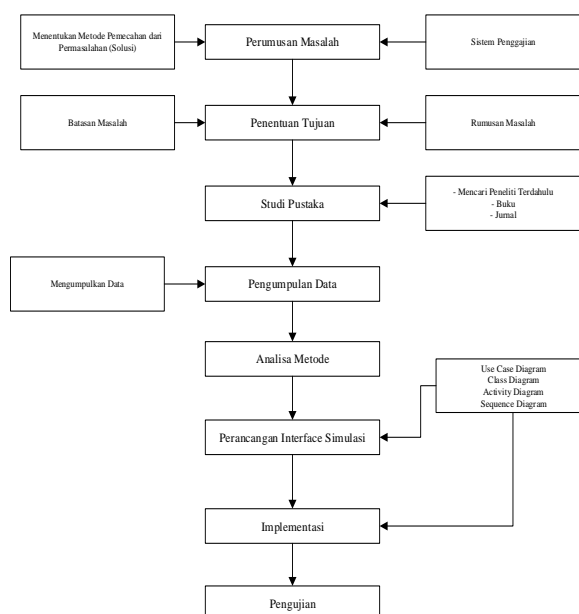 Menentukan Metode Pemecahan dari
Permasalahan (Solusi)
Perumusan Masalah
Sistem Penggajian
Batasan Masalah
Penentuan Tujuan
Rumusan Masalah
Studi Pustaka
- Mencari Peneliti Terdahulu
- Buku
- Jurnal
Mengumpulkan Data
Pengumpulan Data
Analisa Metode
Use Case Diagram
Class Diagram
Activity Diagram
Sequence Diagram
Perancangan Interface Simulasi
Implementasi
Pengujian